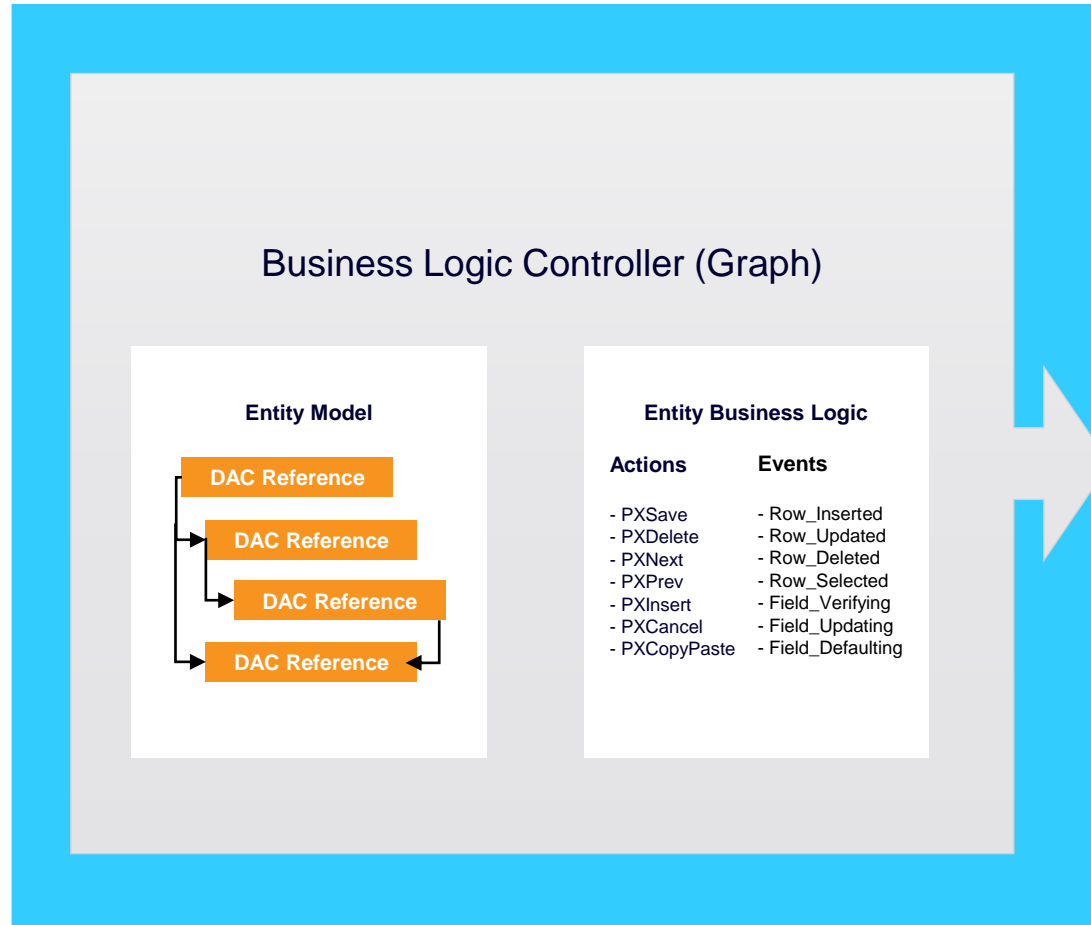 Business Logic Controller (Graph)
Entity Model
DAC Reference
DAC Reference
DAC Reference
DAC Reference
Entity Business Logic
Actions
- PXSave
- PXDelete
- PXNext
- PXPrev
- PXInsert
- PXCancel
- PXCopyPaste
Events
- Row_Inserted
- Row_Updated
- Row_Deleted
- Row_Selected
- Field_Verifying
- Field_Updating
- Field_Defaulting